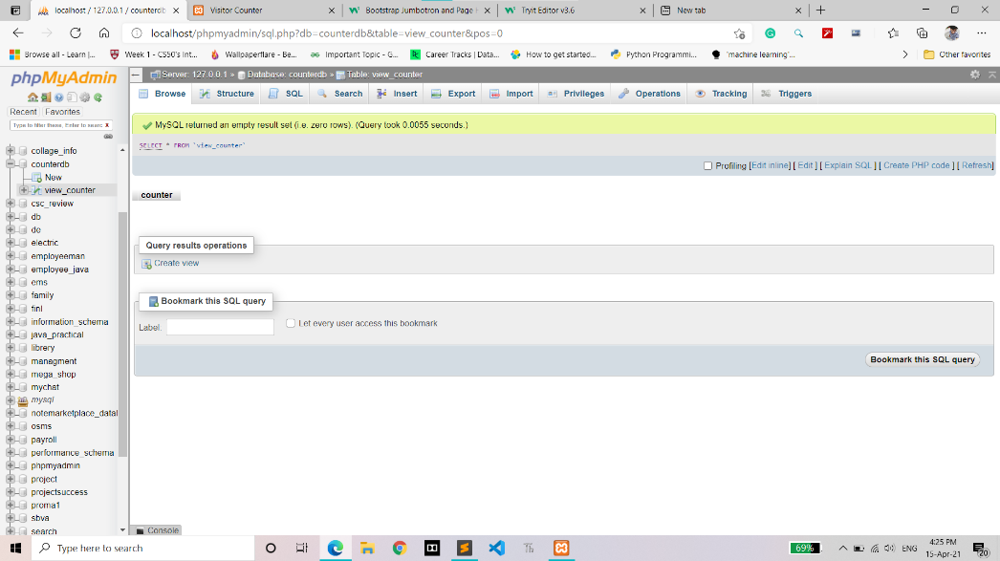 localhost / 127.0.0.1 / counterdb
Visitor Counter
Bootstrap Jumbotron and Page H
Tryit Editor v3.6
New tab
localhost/phpmyadmin/sql.php?db=counterdb&table=view_counter&pos=0
Browse all - Learn |...
Week 1 - CS50's Int...
Wallpaperflare - Be...
Important Topic - G...
Career Tracks | Data...
How to get started...
Python Programmi...
'machine learning'...
Other favorites
phpMyAdmin
Server: 127.0.0.1 » Database: counterdb » Table: view_counter
Browse Structure SQL Search Insert Export Import Privileges Operations Tracking Triggers
Recent Favorites
Type to filter these, Enter to searc X
MySQL returned an empty result set (i.e. zero rows). (Query took 0.0055 seconds.)
SELECT * FROM `view_counter`
Profiling [Edit inline] [ Edit ] [ Explain SQL ] [ Create PHP code ] [ Refresh]
counter
Query results operations
Create view
Bookmark this SQL query
Label:
Let every user access this bookmark
Bookmark this SQL query
collage_info
counterdb
New
view_counter
csc_review
db
de
electric
employeeman
employee_java
ems
family
finl
information_schema
java_practical
librery
managment
mega_shop
mychat
mysql
notemarketplace_datal
osms
payroll
performance_schema
phpmyadmin
project
projectsuccess
proma1
sbva
search
Console
Type here to search
69%
ENG
4:25 PM
15-Apr-21
20